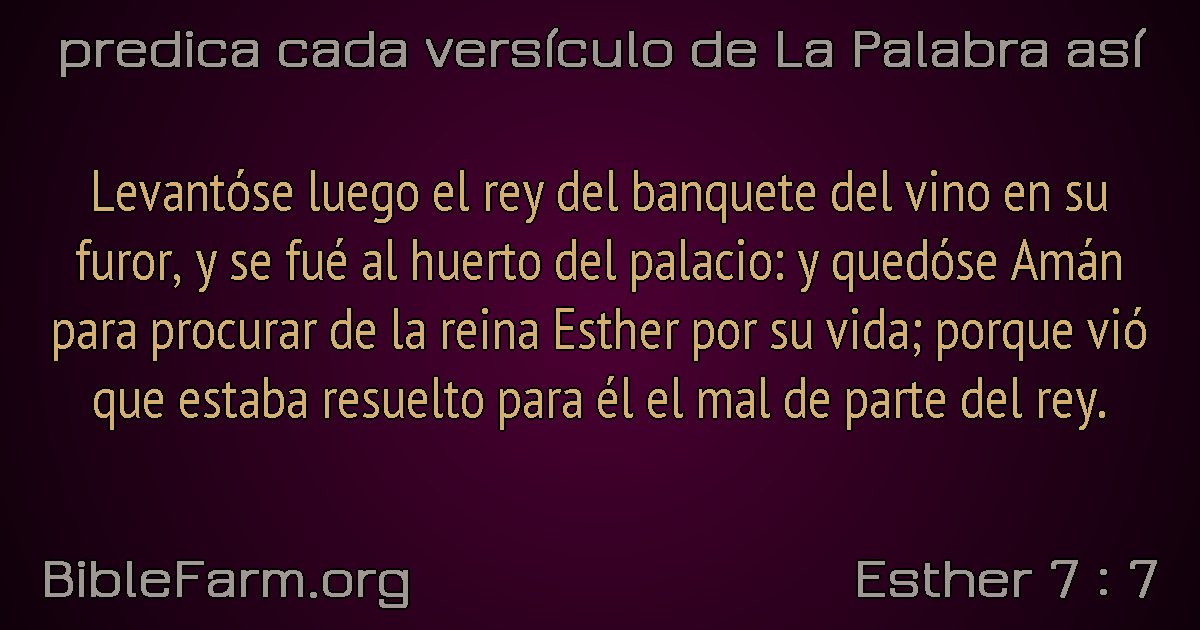 predica cada versículo de La Palabra así
Levantóse luego el rey del banquete del vino en su
furor, y se fué al huerto del palacio: y quedóse Amán
para procurar de la reina Esther por su vida; porque vió
que estaba resuelto para él el mal de parte del rey.
BibleFarm.org
Esther 7 : 7